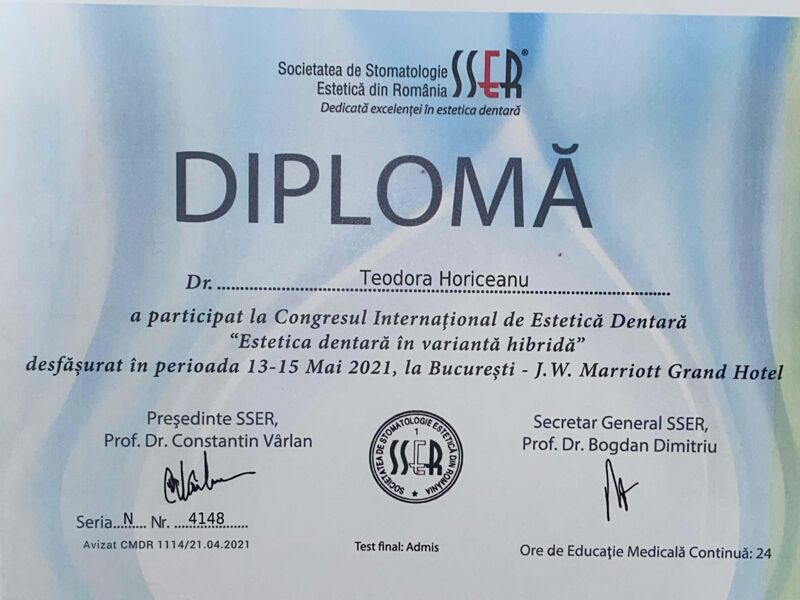 Societatea de Stomatologie
Estetică din România
SSER®
Dedicată excelenței în estetica dentară
DIPLOMĂ
Dr. Teodora Horiceanu
a participat la Congresul Internațional de Estetică Dentară
“Estetica dentară în variantă hibridă”
desfășurat în perioada 13-15 Mai 2021, la București - J.W. Marriott Grand Hotel
Președinte SSER,
Prof. Dr. Constantin Vârlan
SOCIETATEA DE STOMATOLOGIE ESTETICĂ DIN ROMANIA
1
SSER
Secretar General SSER,
Prof. Dr. Bogdan Dimitriu
Seria...N... Nr. ....4148......
Avizat CMDR 1114/21.04.2021
Test final: Admis
Ore de Educație Medicală Continuă: 24